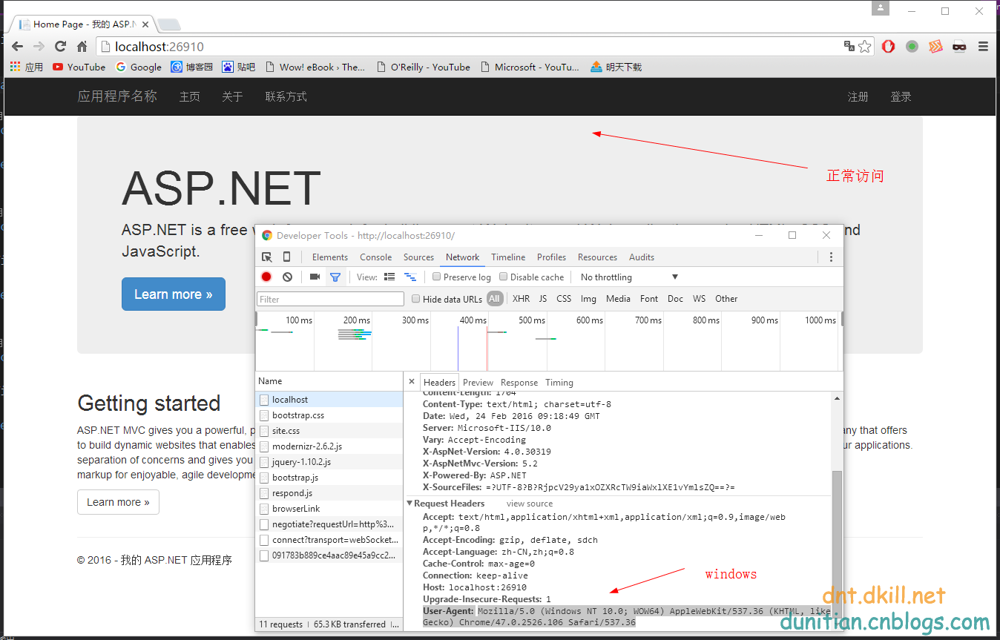 Home Page - 我的 ASP.N
localhost:26910
应用 YouTube Google 博客园 贴吧 Wow! eBook › The... O'Reilly - YouTube Microsoft - YouTu... 明天下载
应用程序名称 主页 关于 联系方式 注册 登录
正常访问
ASP.NET
ASP.NET is a free
nd
JavaScript.
Learn more »
Developer Tools - http://localhost:26910/
Elements Console Sources Network Timeline Profiles Resources Audits
View: Preserve log Disable cache No throttling
Filter Hide data URLs All XHR JS CSS Img Media Font Doc WS Other
100 ms 200 ms 300 ms 400 ms 500 ms 600 ms 700 ms 800 ms 900 ms 1000 ms
Name
localhost
bootstrap.css
site.css
modernizr-2.6.2.js
jquery-1.10.2.js
bootstrap.js
respond.js
browserLink
negotiate?requestUrl=http%3...
connect?transport=webSocket...
091783b889ce4aac89e45a9cc2...
11 requests | 65.3 KB transferred | ...
Headers Preview Response Timing
Content-Length: 1704
Content-Type: text/html; charset=utf-8
Date: Wed, 24 Feb 2016 09:18:49 GMT
Server: Microsoft-IIS/10.0
Vary: Accept-Encoding
X-AspNet-Version: 4.0.30319
X-AspNetMvc-Version: 5.2
X-Powered-By: ASP.NET
X-SourceFiles: =?UTF-8?B?RjpcV29ya1xOZXRcTW9iaWxlXE1vYmlsZQ==?=
Request Headers view source
Accept: text/html,application/xhtml+xml,application/xml;q=0.9,image/web
p,*/*;q=0.8
Accept-Encoding: gzip, deflate, sdch
Accept-Language: zh-CN,zh;q=0.8
Cache-Control: max-age=0
Connection: keep-alive
Host: localhost:26910
Upgrade-Insecure-Requests: 1
User-Agent: Mozilla/5.0 (Windows NT 10.0; WOW64) AppleWebKit/537.36 (KHTML, like
Gecko) Chrome/47.0.2526.106 Safari/537.36
windows
Getting started
ASP.NET MVC gives you a powerful, p
to build dynamic websites that enables
separation of concerns and gives you
markup for enjoyable, agile developme
Learn more »
any that offers
ur applications.
© 2016 - 我的 ASP.NET 应用程序
dnt.dkill.net
dunitian.cnblogs.com